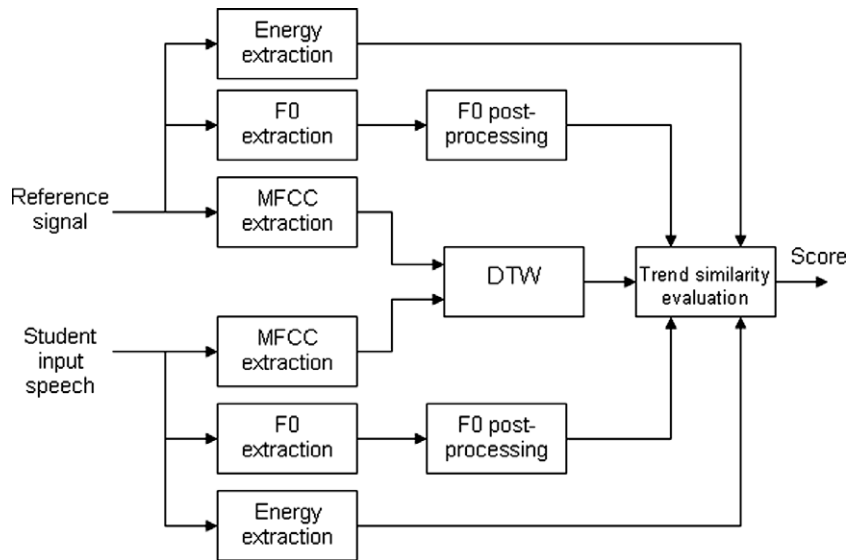 Energy
extraction
F0
extraction
F0 post-
processing
Reference
signal
MFCC
extraction
DTW
Trend similarity
evaluation
Score
Student
input
speech
MFCC
extraction
F0
extraction
F0 post-
processing
Energy
extraction